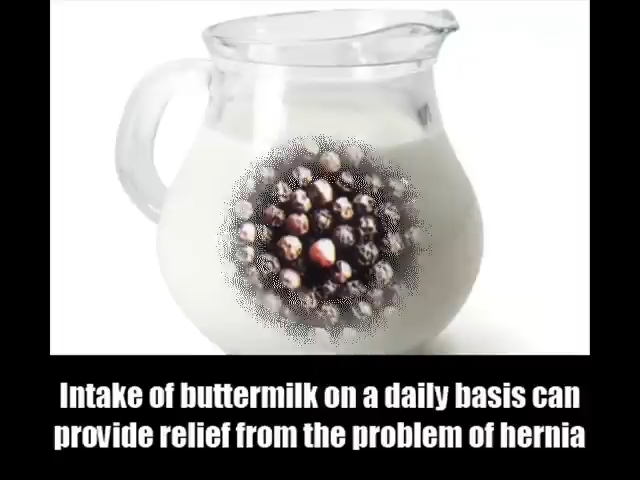 Intake of buttermilk on a daily basis can
provide relief from the problem of hernia